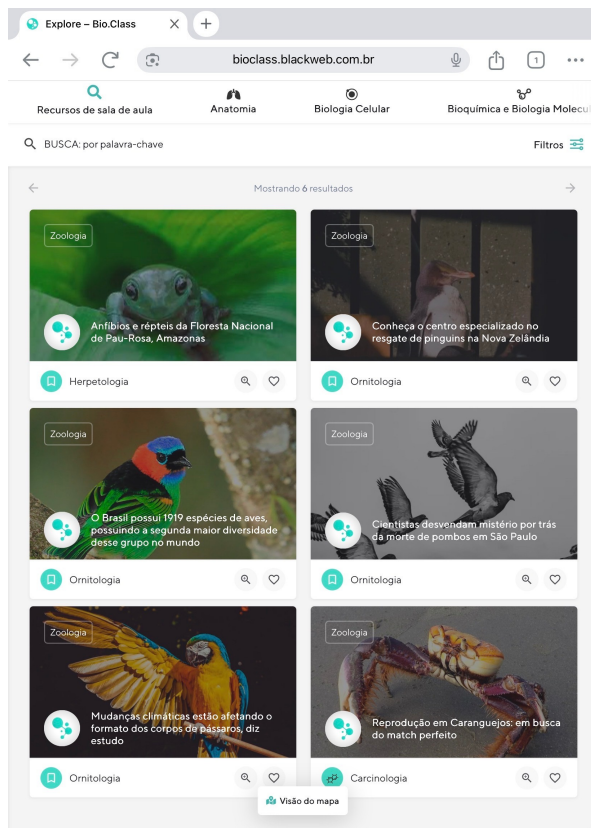 Explore – Bio.Class
bioclass.blackweb.com.br
1
Recursos de sala de aula
Anatomia
Biologia Celular
Bioquímica e Biologia Molecul
BUSCA: por palavra-chave
Filtros
Mostrando 6 resultados
Zoologia
Anfíbios e répteis da Floresta Nacional
de Pau-Rosa, Amazonas
Herpetologia
Zoologia
Conheça o centro especializado no
resgate de pinguins na Nova Zelândia
Ornitologia
Zoologia
O Brasil possui 1919 espécies de aves,
possuindo a segunda maior diversidade
desse grupo no mundo
Ornitologia
Zoologia
Cientistas desvendam mistério por trás
da morte de pombos em São Paulo
Ornitologia
Zoologia
Mudanças climáticas estão afetando o
formato dos corpos de pássaros, diz
estudo
Ornitologia
Zoologia
Reprodução em Caranguejos: em busca
do match perfeito
Carcinologia
Visão do mapa